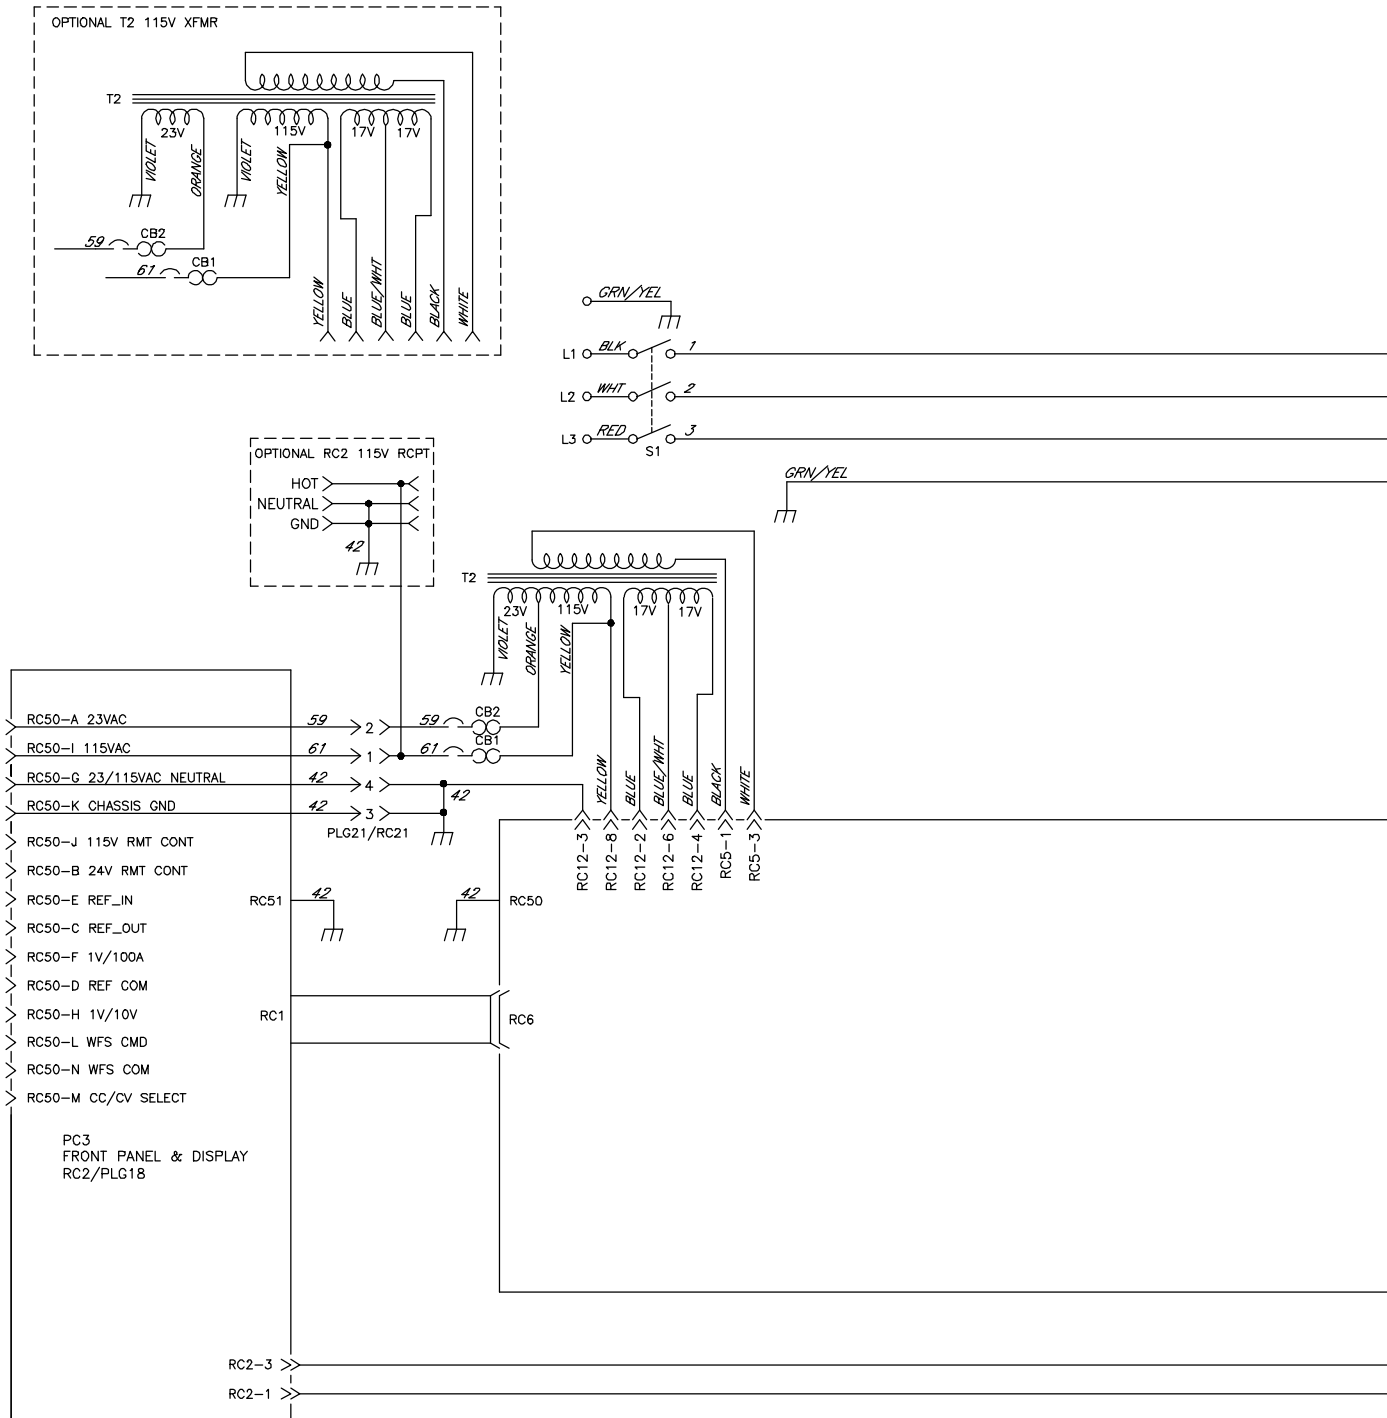 OPTIONAL T2 115V XFMR
T2
23V
115V
17V
17V
VIOLET
ORANGE
VIOLET
YELLOW
59
CB2
61
CB1
YELLOW
BLUE
BLUE/WHT
BLUE
BLACK
WHITE
GRN/YEL
L1
BLK
1
L2
WHT
2
L3
RED
3
S1
GRN/YEL
OPTIONAL RC2 115V RCPT
HOT
NEUTRAL
GND
42
T2
23V
115V
17V
17V
VIOLET
ORANGE
YELLOW
RC50-A 23VAC
59
2
59
CB2
RC50-I 115VAC
61
1
61
CB1
RC50-G 23/115VAC NEUTRAL
42
4
42
RC50-K CHASSIS GND
42
3
PLG21/RC21
YELLOW
BLUE
BLUE/WHT
BLUE
BLACK
WHITE
RC12-3
RC12-8
RC12-2
RC12-6
RC12-4
RC5-1
RC5-3
RC50-J 115V RMT CONT
RC50-B 24V RMT CONT
RC50-E REF_IN
RC51
42
42
RC50
RC50-C REF_OUT
RC50-F 1V/100A
RC50-D REF COM
RC50-H 1V/10V
RC1
RC6
RC50-L WFS CMD
RC50-N WFS COM
RC50-M CC/CV SELECT
PC3
FRONT PANEL & DISPLAY
RC2/PLG18
RC2-3
RC2-1